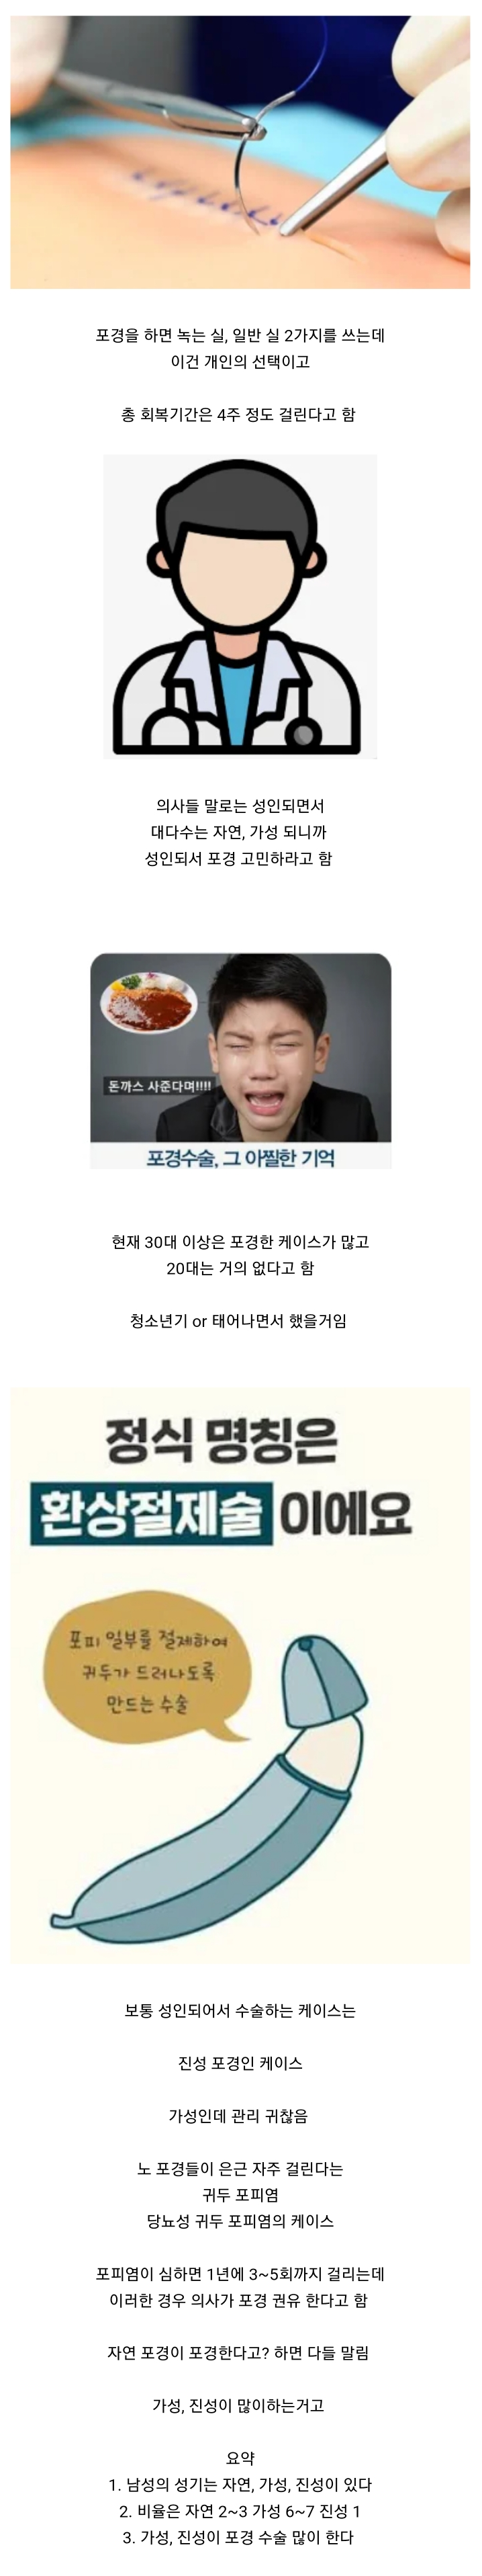 포경을 하면 녹는 실, 일반 실 2가지를 쓰는데
이건 개인의 선택이고
총 회복기간은 4주 정도 걸린다고 함
의사들 말로는 성인되면서
대다수는 자연, 가성 되니까
성인되서 포경 고민하라고 함
돈까스 사준다며!!!!
포경수술, 그 아찔한 기억
현재 30대 이상은 포경한 케이스가 많고
20대는 거의 없다고 함
청소년기 or 태어나면서 했을거임
정식 명칭은
환상절제술 이에요
포피 일부를 절제하여
귀두가 드러나도록
만드는 수술
보통 성인되어서 수술하는 케이스는
진성 포경인 케이스
가성인데 관리 귀찮음
노 포경들이 은근 자주 걸린다는
귀두 포피염
당뇨성 귀두 포피염의 케이스
포피염이 심하면 1년에 3~5회까지 걸리는데
이러한 경우 의사가 포경 권유 한다고 함
자연 포경이 포경한다고? 하면 다들 말림
가성, 진성이 많이하는거고
요약
1. 남성의 성기는 자연, 가성, 진성이 있다
2. 비율은 자연 2~3 가성 6~7 진성 1
3. 가성, 진성이 포경 수술 많이 한다